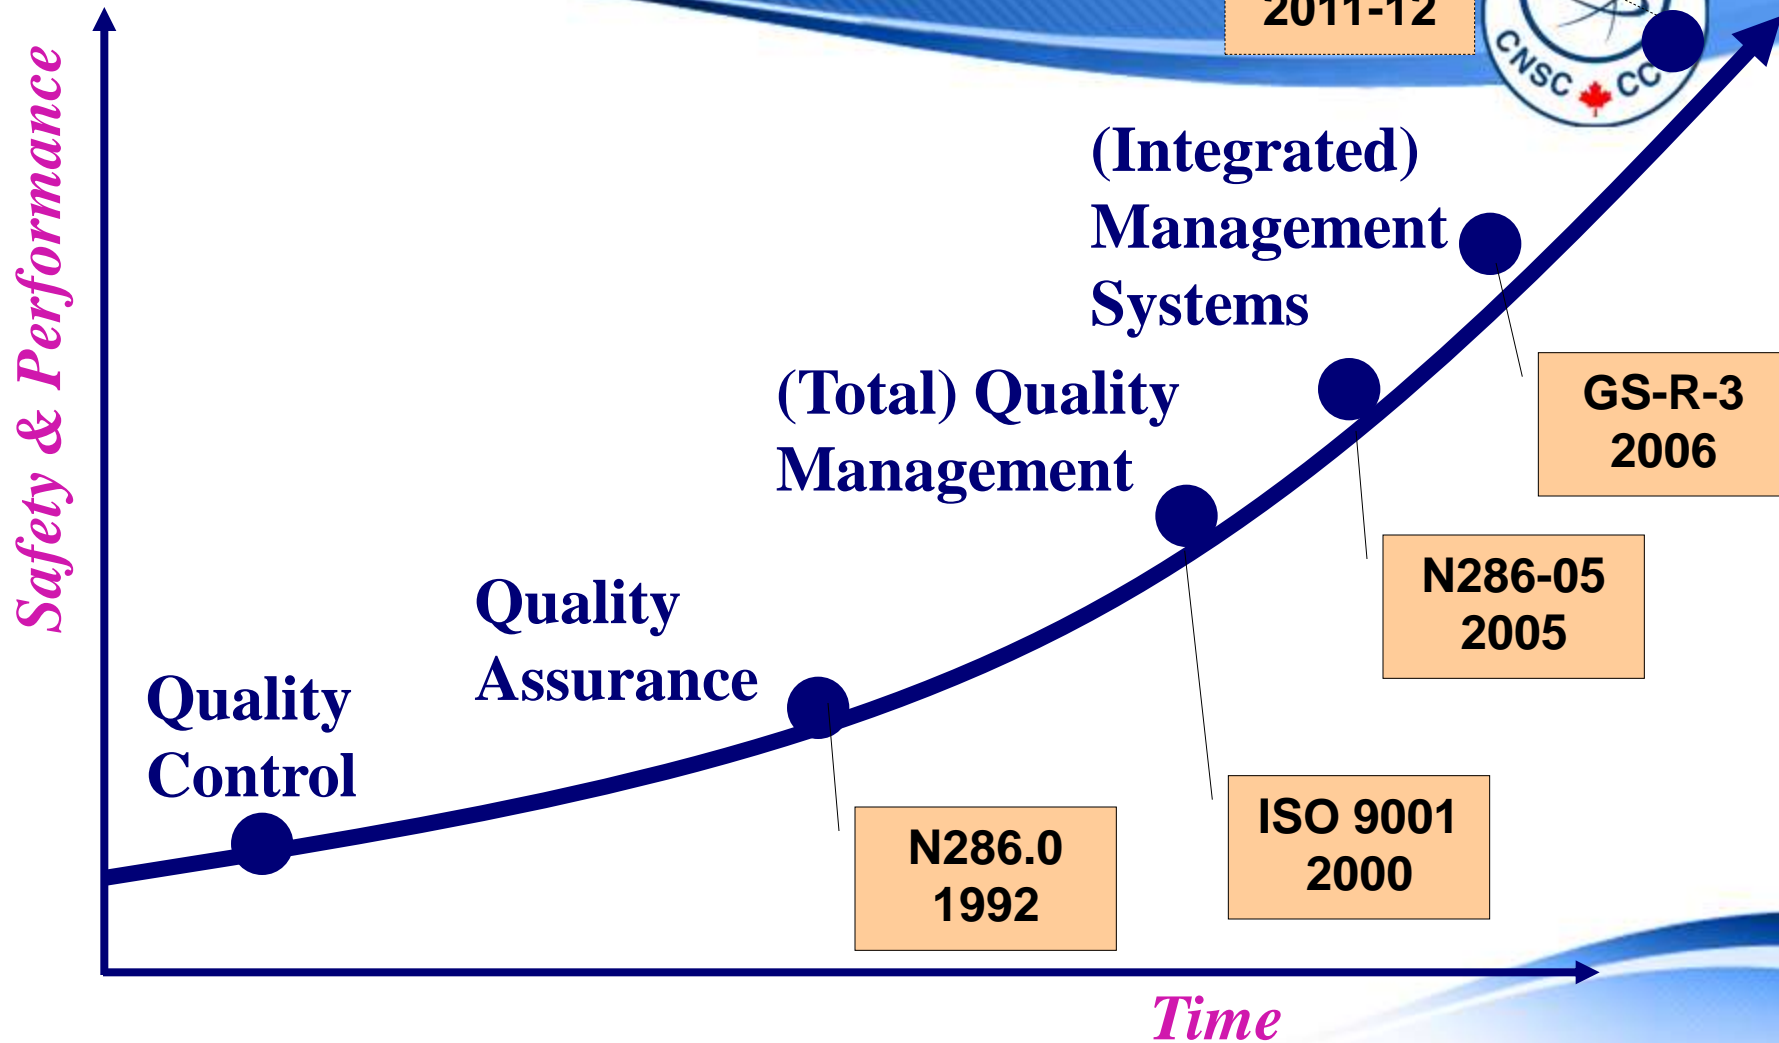 2011-12
CNSC CC
Safety & Performance
(Integrated)
Management
Systems
GS-R-3
2006
(Total) Quality
Management
N286-05
2005
Quality
Assurance
ISO 9001
2000
Quality
Control
N286.0
1992
Time